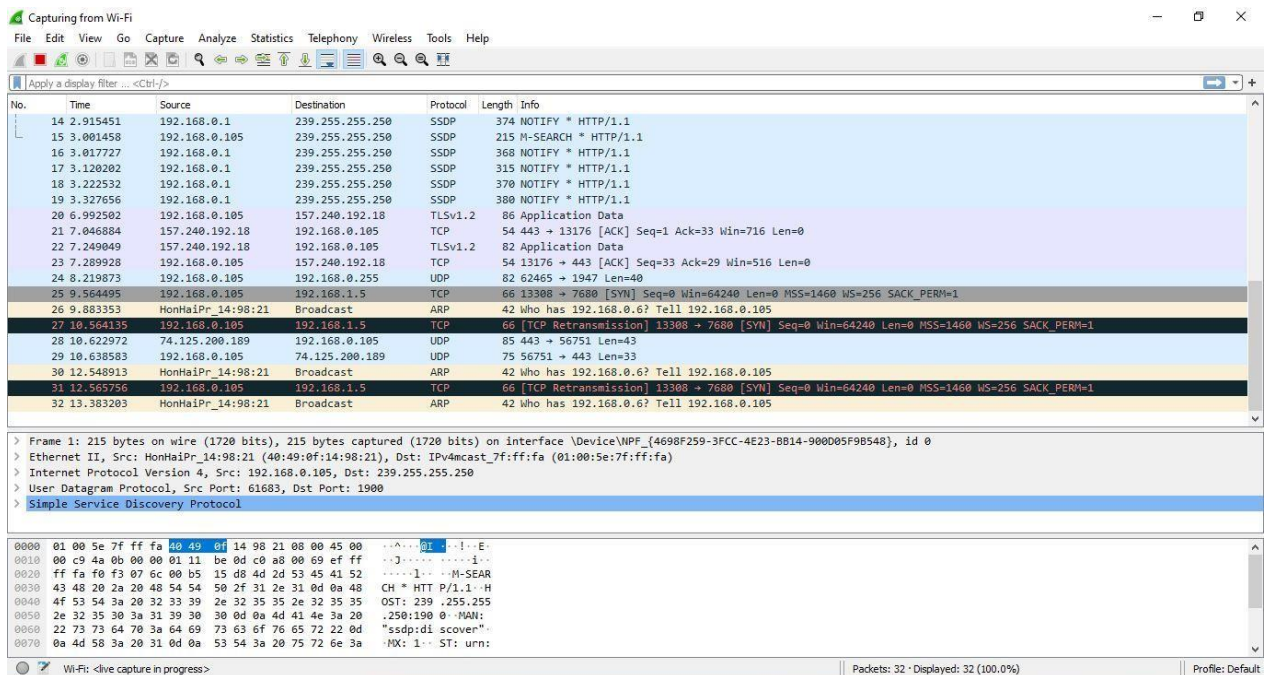 Capturing from Wi-Fi
File Edit View Go Capture Analyze Statistics Telephony Wireless Tools Help
Apply a display filter ... <Ctrl-/>
No. Time Source Destination Protocol Length Info
14 2.915451 192.168.0.1 239.255.255.250 SSDP 374 NOTIFY * HTTP/1.1
15 3.001458 192.168.0.105 239.255.255.250 SSDP 215 M-SEARCH * HTTP/1.1
16 3.017727 192.168.0.1 239.255.255.250 SSDP 368 NOTIFY * HTTP/1.1
17 3.120202 192.168.0.1 239.255.255.250 SSDP 315 NOTIFY * HTTP/1.1
18 3.222532 192.168.0.1 239.255.255.250 SSDP 370 NOTIFY * HTTP/1.1
19 3.327656 192.168.0.1 239.255.255.250 SSDP 380 NOTIFY * HTTP/1.1
20 6.992502 192.168.0.105 157.240.192.18 TLSv1.2 86 Application Data
21 7.046884 157.240.192.18 192.168.0.105 TCP 54 443 → 13176 [ACK] Seq=1 Ack=33 Win=716 Len=0
22 7.249049 157.240.192.18 192.168.0.105 TLSv1.2 82 Application Data
23 7.289928 192.168.0.105 157.240.192.18 TCP 54 13176 → 443 [ACK] Seq=33 Ack=29 Win=516 Len=0
24 8.219873 192.168.0.105 192.168.0.255 UDP 82 62465 → 1947 Len=40
25 9.564495 192.168.0.105 192.168.1.5 TCP 66 13308 → 7680 [SYN] Seq=0 Win=64240 Len=0 MSS=1460 WS=256 SACK_PERM=1
26 9.883353 HonHaiPr_14:98:21 Broadcast ARP 42 Who has 192.168.0.6? Tell 192.168.0.105
27 10.564135 192.168.0.105 192.168.1.5 TCP 66 [TCP Retransmission] 13308 → 7680 [SYN] Seq=0 Win=64240 Len=0 MSS=1460 WS=256 SACK_PERM=1
28 10.622972 74.125.200.189 192.168.0.105 UDP 85 443 → 56751 Len=43
29 10.638583 192.168.0.105 74.125.200.189 UDP 75 56751 → 443 Len=33
30 12.548913 HonHaiPr_14:98:21 Broadcast ARP 42 Who has 192.168.0.6? Tell 192.168.0.105
31 12.565756 192.168.0.105 192.168.1.5 TCP 66 [TCP Retransmission] 13308 → 7680 [SYN] Seq=0 Win=64240 Len=0 MSS=1460 WS=256 SACK_PERM=1
32 13.383203 HonHaiPr_14:98:21 Broadcast ARP 42 Who has 192.168.0.6? Tell 192.168.0.105
> Frame 1: 215 bytes on wire (1720 bits), 215 bytes captured (1720 bits) on interface \Device\NPF_{4698F259-3FCC-4E23-BB14-900D05F9B548}, id 0
> Ethernet II, Src: HonHaiPr_14:98:21 (40:49:0f:14:98:21), Dst: IPv4mcast_7f:ff:fa (01:00:5e:7f:ff:fa)
> Internet Protocol Version 4, Src: 192.168.0.105, Dst: 239.255.255.250
> User Datagram Protocol, Src Port: 61683, Dst Port: 1900
> Simple Service Discovery Protocol
0000 01 00 5e 7f ff fa 40 49 0f 14 98 21 08 00 45 00 ··^···@I ···!··E·
0010 00 c9 4a 0b 00 00 01 11 be 0d c0 a8 00 69 ef ff ··J····· ·····i··
0020 ff fa f0 f3 07 6c 00 b5 15 d8 4d 2d 53 45 41 52 ·····l·· ··M-SEAR
0030 43 48 20 2a 20 48 54 54 50 2f 31 2e 31 0d 0a 48 CH * HTT P/1.1··H
0040 4f 53 54 3a 20 32 33 39 2e 32 35 35 2e 32 35 35 OST: 239 .255.255
0050 2e 32 35 30 3a 31 39 30 30 0d 0a 4d 41 4e 3a 20 .250:190 0··MAN:
0060 22 73 73 64 70 3a 64 69 73 63 6f 76 65 72 22 0d "ssdp:di scover"·
0070 0a 4d 58 3a 20 31 0d 0a 53 54 3a 20 75 72 6e 3a ·MX: 1·· ST: urn:
Wi-Fi: <live capture in progress> Packets: 32 · Displayed: 32 (100.0%) Profile: Default